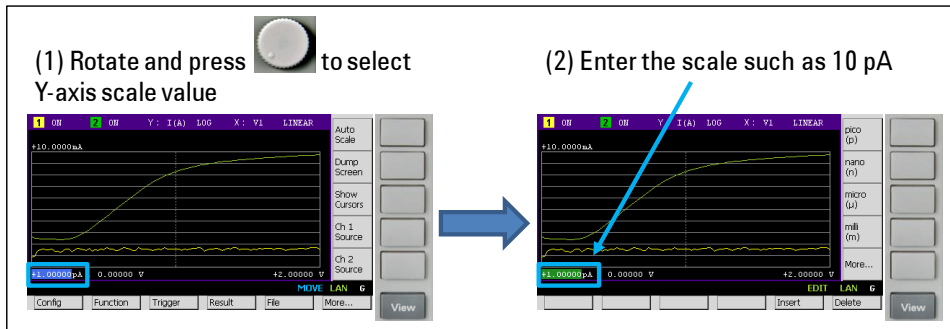 (1) Rotate and press to select
Y-axis scale value
1 ON 2 ON Y: I(A) LOG X: V1 LINEAR
+10.0000mA
+1.00000pA 0.00000 V +2.00000 V
MOVE LAN G
Auto
Scale
Dump
Screen
Show
Cursors
Ch 1
Source
Ch 2
Source
Config Function Trigger Result File More...
View
(2) Enter the scale such as 10 pA
1 ON 2 ON Y: I(A) LOG X: V1 LINEAR
+10.0000mA
+1.00000pA 0.00000 V +2.00000 V
EDIT LAN G
pico
(p)
nano
(n)
micro
(μ)
milli
(m)
More...
Insert Delete
View